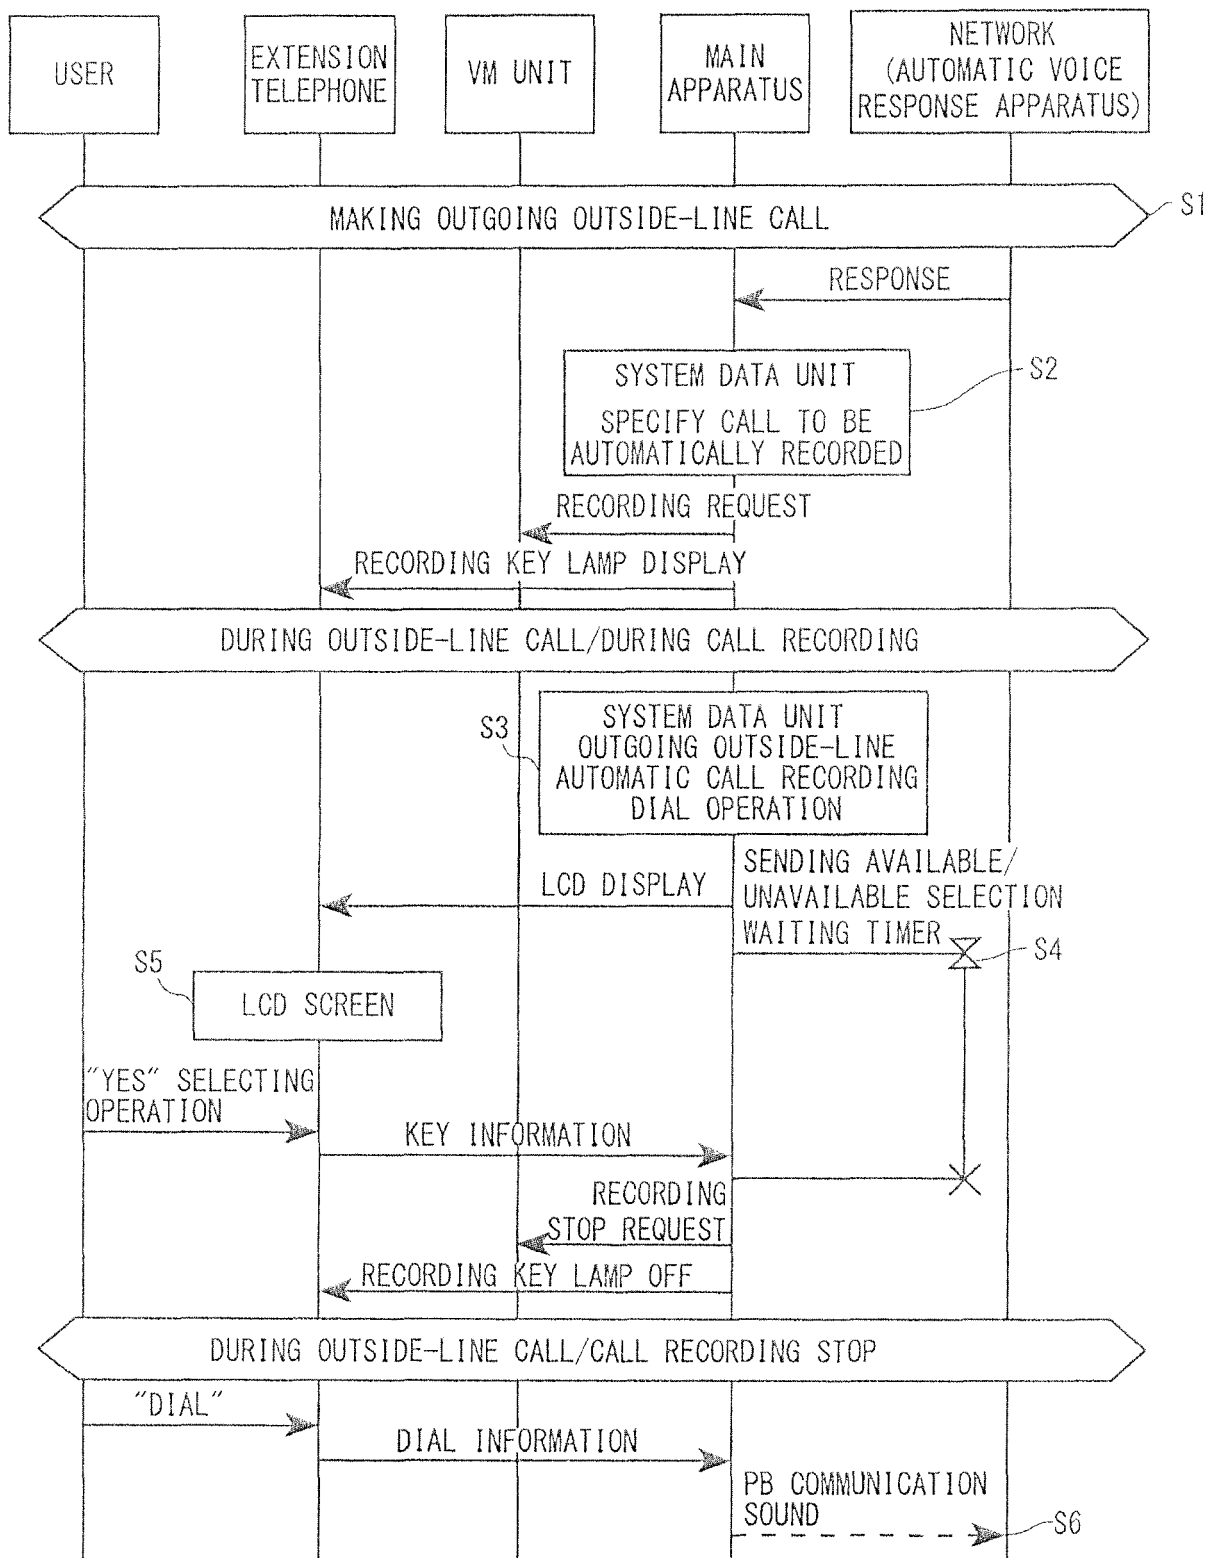 USER
EXTENSION
TELEPHONE
VM UNIT
MAIN
APPARATUS
NETWORK
(AUTOMATIC VOICE
RESPONSE APPARATUS)
MAKING OUTGOING OUTSIDE-LINE CALL
S1
RESPONSE
SYSTEM DATA UNIT
SPECIFY CALL TO BE
AUTOMATICALLY RECORDED
S2
RECORDING REQUEST
RECORDING KEY LAMP DISPLAY
DURING OUTSIDE-LINE CALL/DURING CALL RECORDING
S3
SYSTEM DATA UNIT
OUTGOING OUTSIDE-LINE
AUTOMATIC CALL RECORDING
DIAL OPERATION
LCD DISPLAY
SENDING AVAILABLE/
UNAVAILABLE SELECTION
WAITING TIMER
S4
S5
LCD SCREEN
"YES" SELECTING
OPERATION
KEY INFORMATION
RECORDING
STOP REQUEST
RECORDING KEY LAMP OFF
DURING OUTSIDE-LINE CALL/CALL RECORDING STOP
"DIAL"
DIAL INFORMATION
PB COMMUNICATION
SOUND
S6